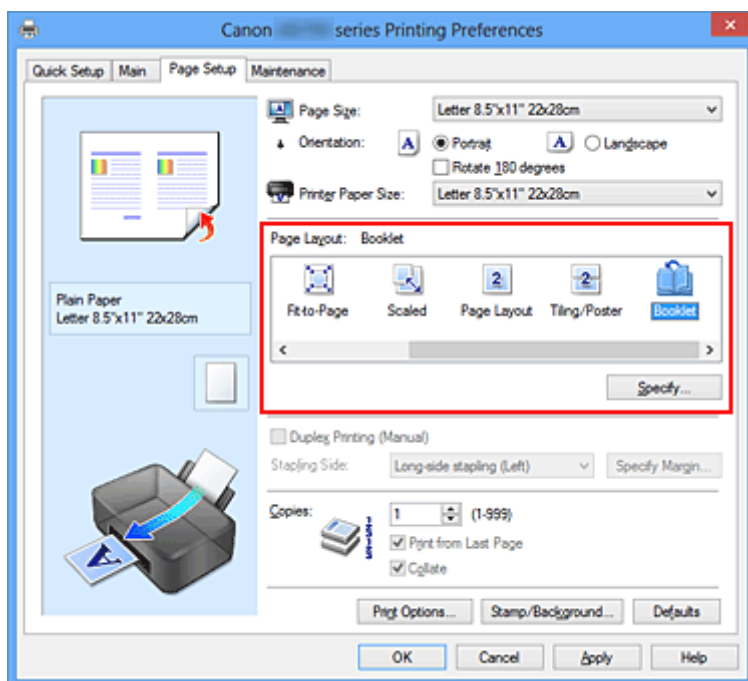 Canon series Printing Preferences
Quick Setup Main Page Setup Maintenance
Page Size: Letter 8.5"x11" 22x28cm
Orientation: A Portrait A Landscape
Rotate 180 degrees
Printer Paper Size: Letter 8.5"x11" 22x28cm
Page Layout: Booklet
Fit-to-Page Scaled Page Layout Tiling/Poster Booklet
Specify...
Plain Paper
Letter 8.5"x11" 22x28cm
Duplex Printing (Manual)
Stapling Side: Long-side stapling (Left) Specify Margin...
Copies: 1 (1-999)
Print from Last Page
Collate
Print Options... Stamp/Background... Defaults
OK Cancel Apply Help